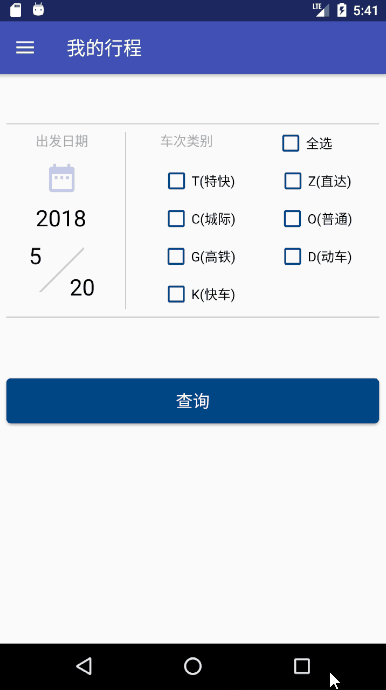 LTE 5:41
我的行程
出发日期 车次类别 全选
T(特快) Z(直达)
2018 C(城际) O(普通)
5 G(高铁) D(动车)
20 K(快车)
查询